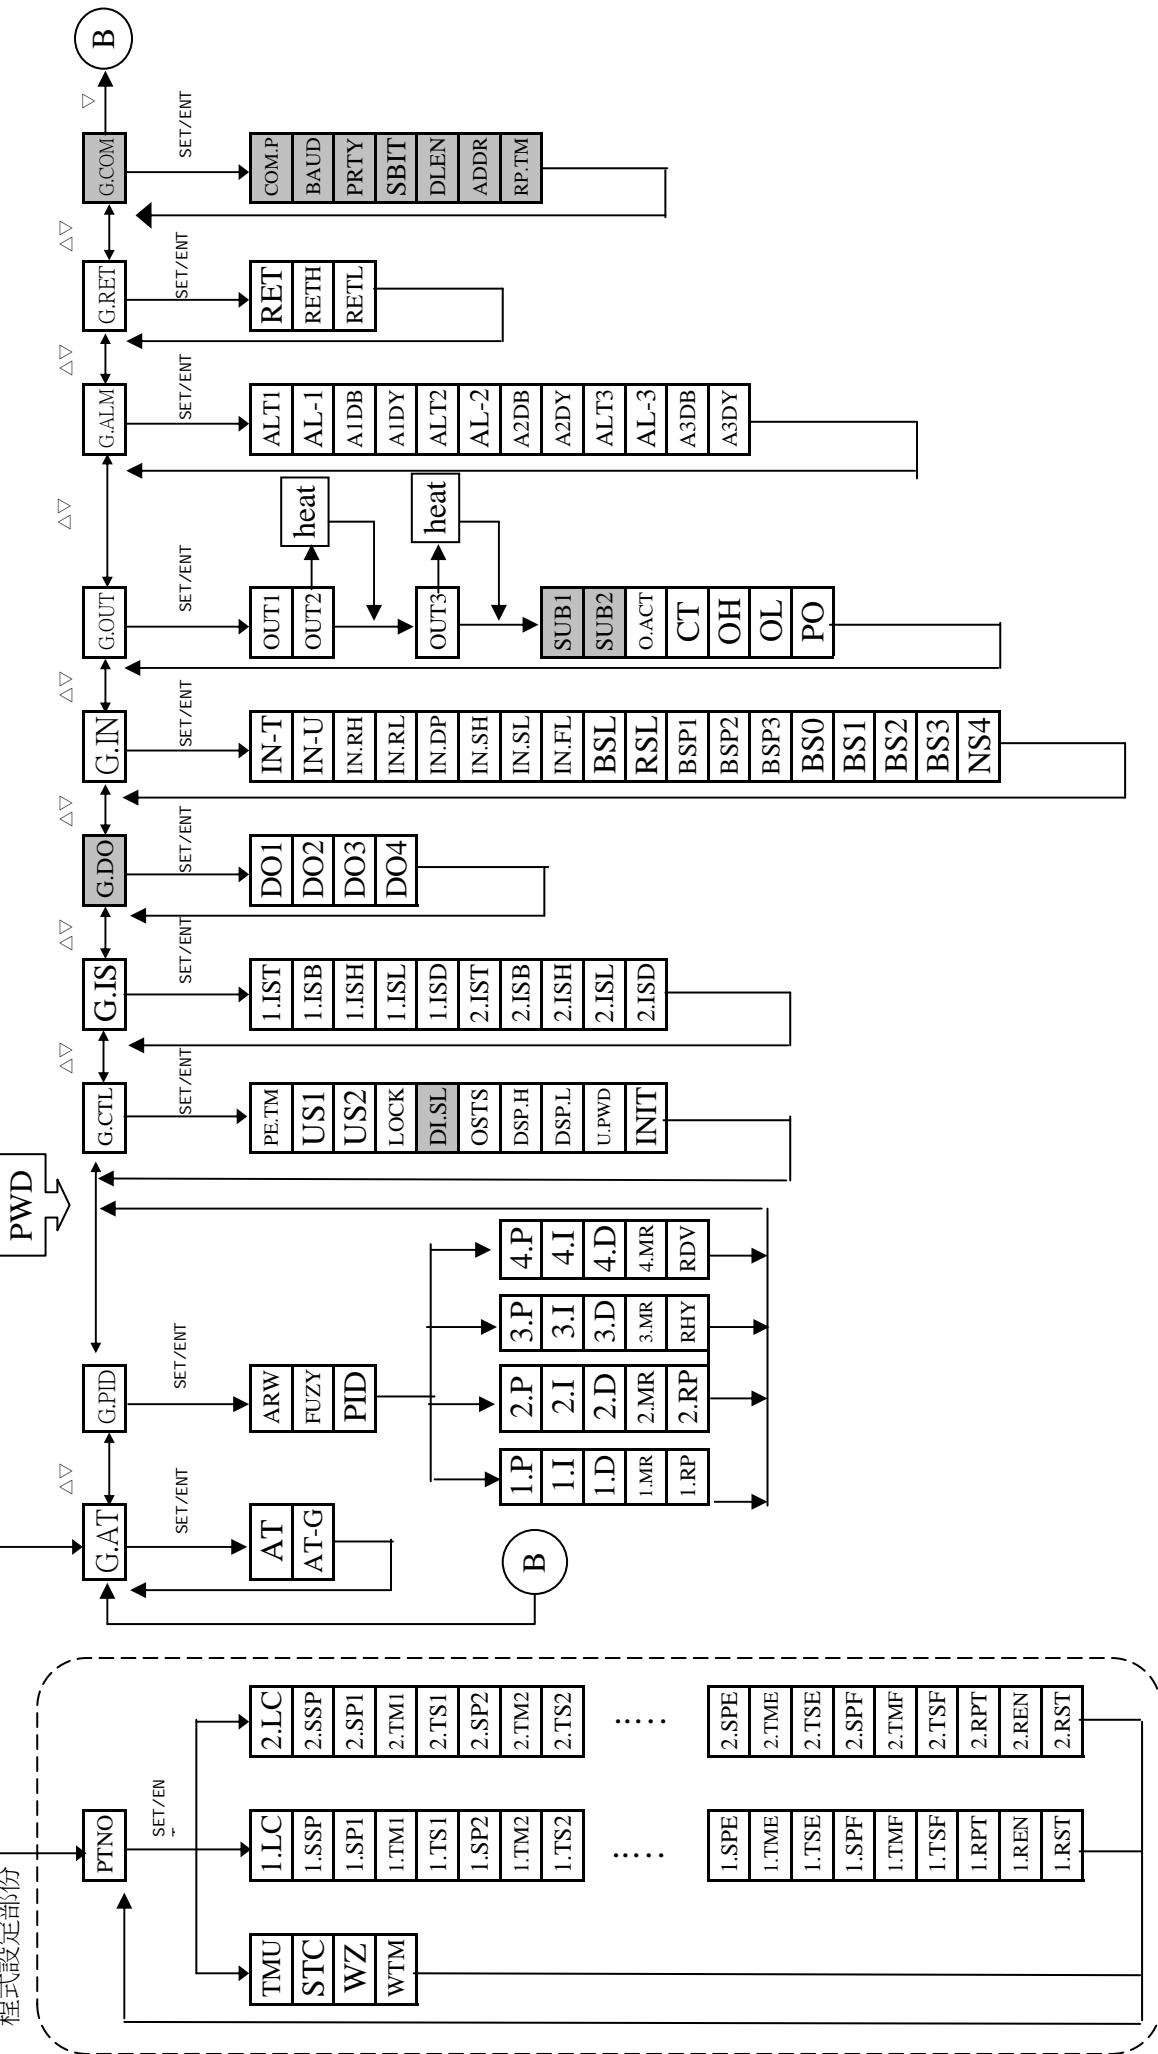 程式設定部份
PTNO
SET/EN
TMU
STC
WZ
WTM
1.LC
1.SSP
1.SP1
1.TM1
1.TS1
1.SP2
1.TM2
1.TS2
.....
1.SPE
1.TME
1.TSE
1.SPF
1.TMF
1.TSF
1.RPT
1.REN
1.RST
2.LC
2.SSP
2.SP1
2.TM1
2.TS1
2.SP2
2.TM2
2.TS2
.....
2.SPE
2.TME
2.TSE
2.SPF
2.TMF
2.TSF
2.RPT
2.REN
2.RST
B
G.AT
SET/ENT
AT
AT-G
△▽
G.PID
SET/ENT
ARW
FUZY
PID
1.P
1.I
1.D
1.MR
1.RP
2.P
2.I
2.D
2.MR
2.RP
3.P
3.I
3.D
3.MR
RHY
4.P
4.I
4.D
4.MR
RDV
PWD
G.CTL
SET/ENT
PE.TM
US1
US2
LOCK
DI.SL
OSTS
DSP.H
DSP.L
U.PWD
INIT
△▽
G.IS
SET/ENT
1.IST
1.ISB
1.ISH
1.ISL
1.ISD
2.IST
2.ISB
2.ISH
2.ISL
2.ISD
△▽
G.DO
SET/ENT
DO1
DO2
DO3
DO4
△▽
G.IN
SET/ENT
IN-T
IN-U
IN.RH
IN.RL
IN.DP
IN.SH
IN.SL
IN.FL
BSL
RSL
BSP1
BSP2
BSP3
BS0
BS1
BS2
BS3
NS4
△▽
G.OUT
SET/ENT
OUT1
OUT2
heat
OUT3
heat
SUB1
SUB2
O.ACT
CT
OH
OL
PO
△▽
G.ALM
SET/ENT
ALT1
AL-1
A1DB
A1DY
ALT2
AL-2
A2DB
A2DY
ALT3
AL-3
A3DB
A3DY
△▽
G.RET
SET/ENT
RET
RETH
RETL
△▽
G.COM
SET/ENT
COM.P
BAUD
PRTY
SBIT
DLEN
ADDR
RP.TM
▽
B